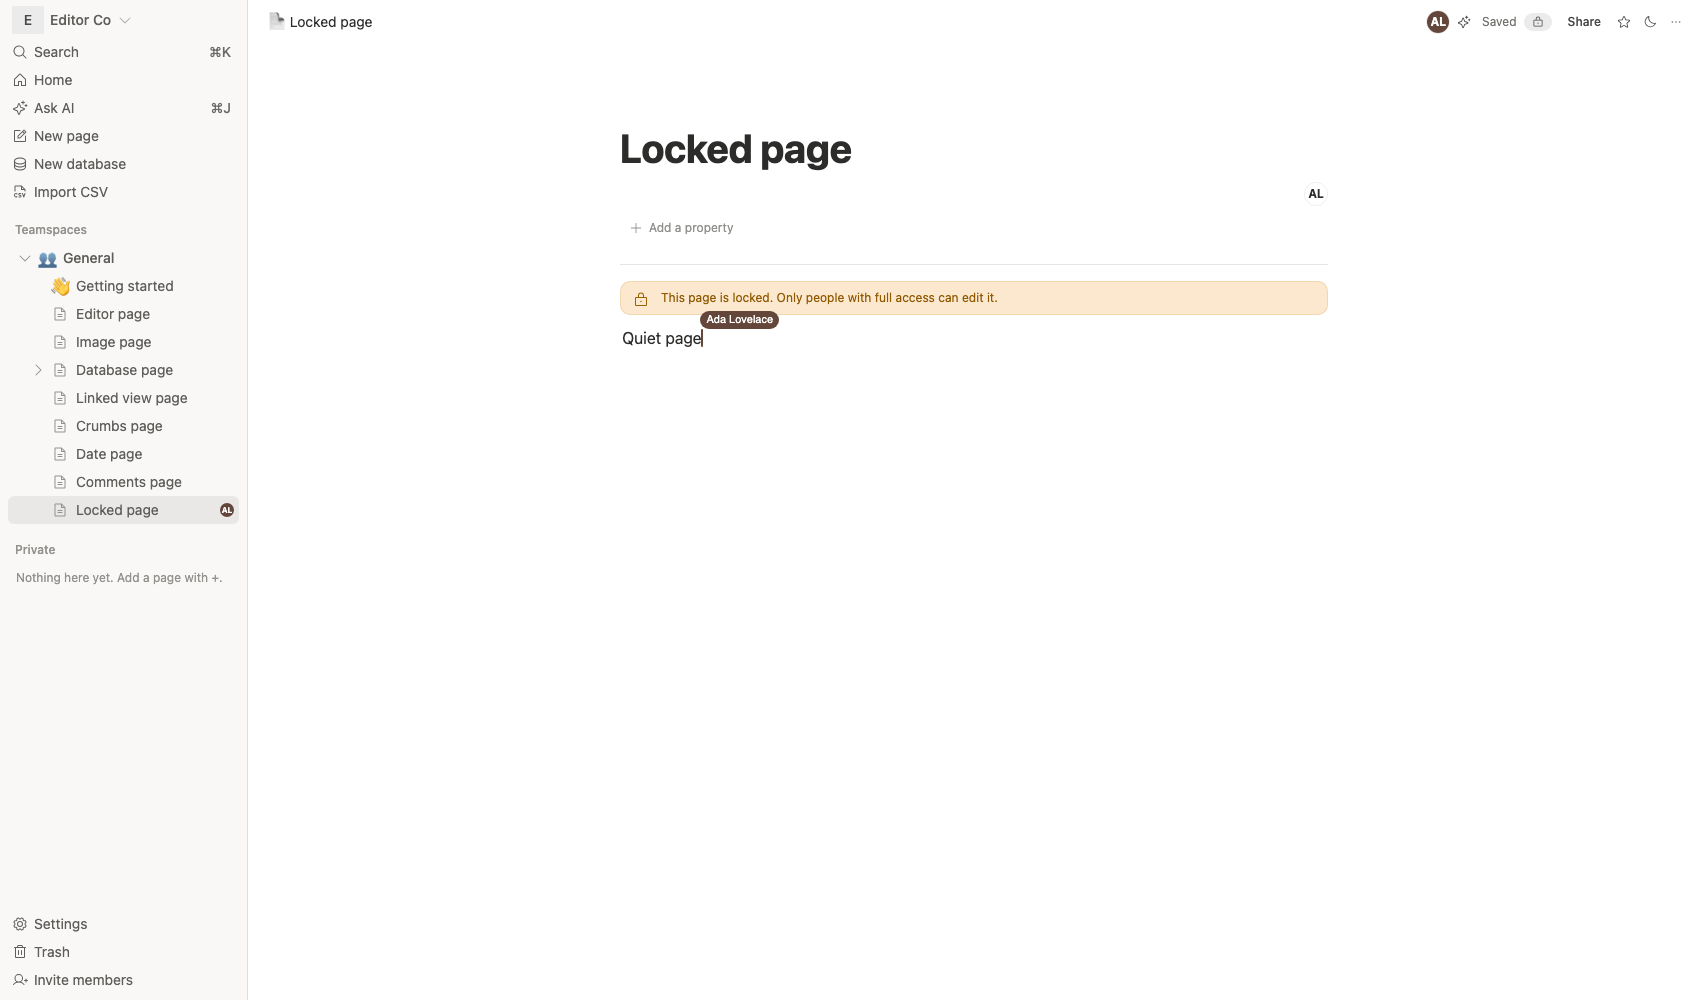 E Editor Co
Search ⌘K
Home
Ask AI ⌘J
New page
New database
CSV Import CSV
Teamspaces
General
Getting started
Editor page
Image page
Database page
Linked view page
Crumbs page
Date page
Comments page
Locked page AL
Private
Nothing here yet. Add a page with +.
Settings
Trash
Invite members
Locked page
AL Saved Share
Locked page
AL
Add a property
This page is locked. Only people with full access can edit it.
Ada Lovelace
Quiet page